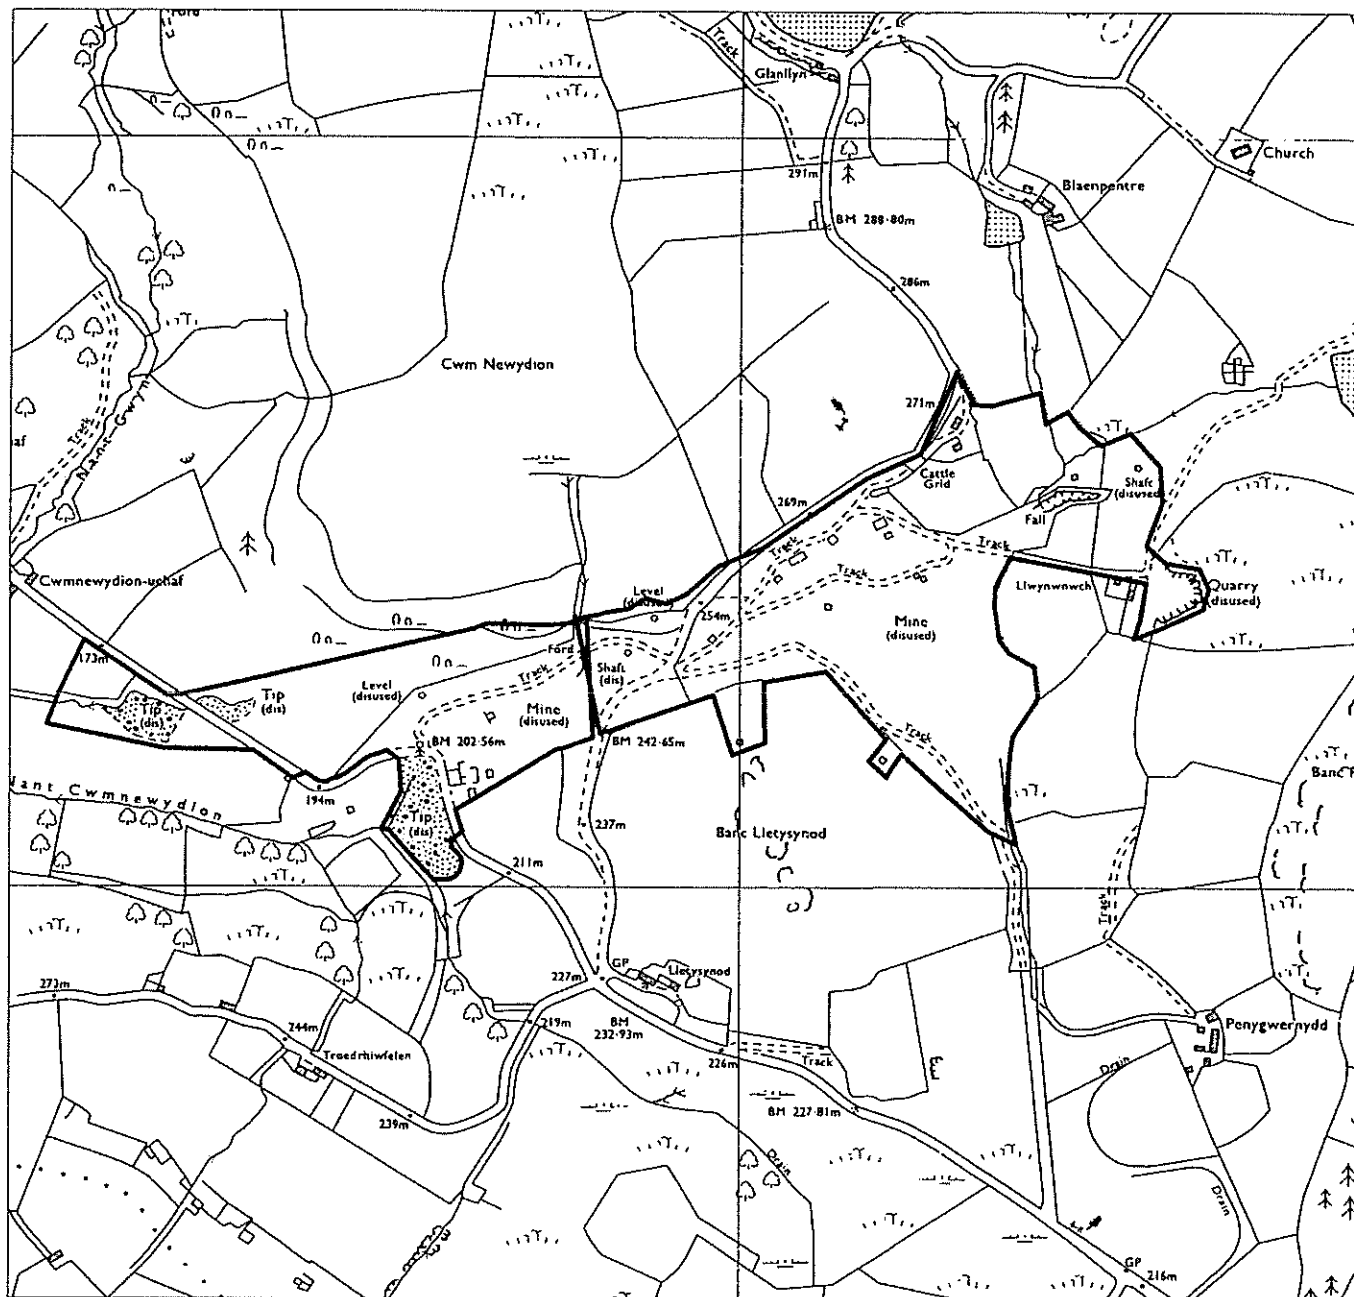 Ford
Track
Glanllyn
Church
291m
Blaenpentre
BM 288·80m
286m
Cwm Newydion
Track
Nant Gwyn
af
271m
Cattle
Grid
Shaft
(disused)
269m
Fall
Track
Track
Track
Cwmnewydion-uchaf
Level
(disused)
Llwynwnwch
Quarry
(disused)
254m
Mine
(disused)
173m
Ford
Shaft
(dis)
Track
Level
(disused)
Tip
(dis)
Tip
(dis)
Mine
(disused)
BM 202·56m
BM 242·65m
Track
Nant Cwmnewydion
194m
Banc
Tip
(dis)
237m
Banc Lletysynod
211m
Track
273m
227m
GP
Lletysynod
219m
BM
232·93m
244m
Troedrhiwfelen
226m
Track
Penygwernydd
Drain
239m
BM 227·81m
Drain
Drain
GP
216m